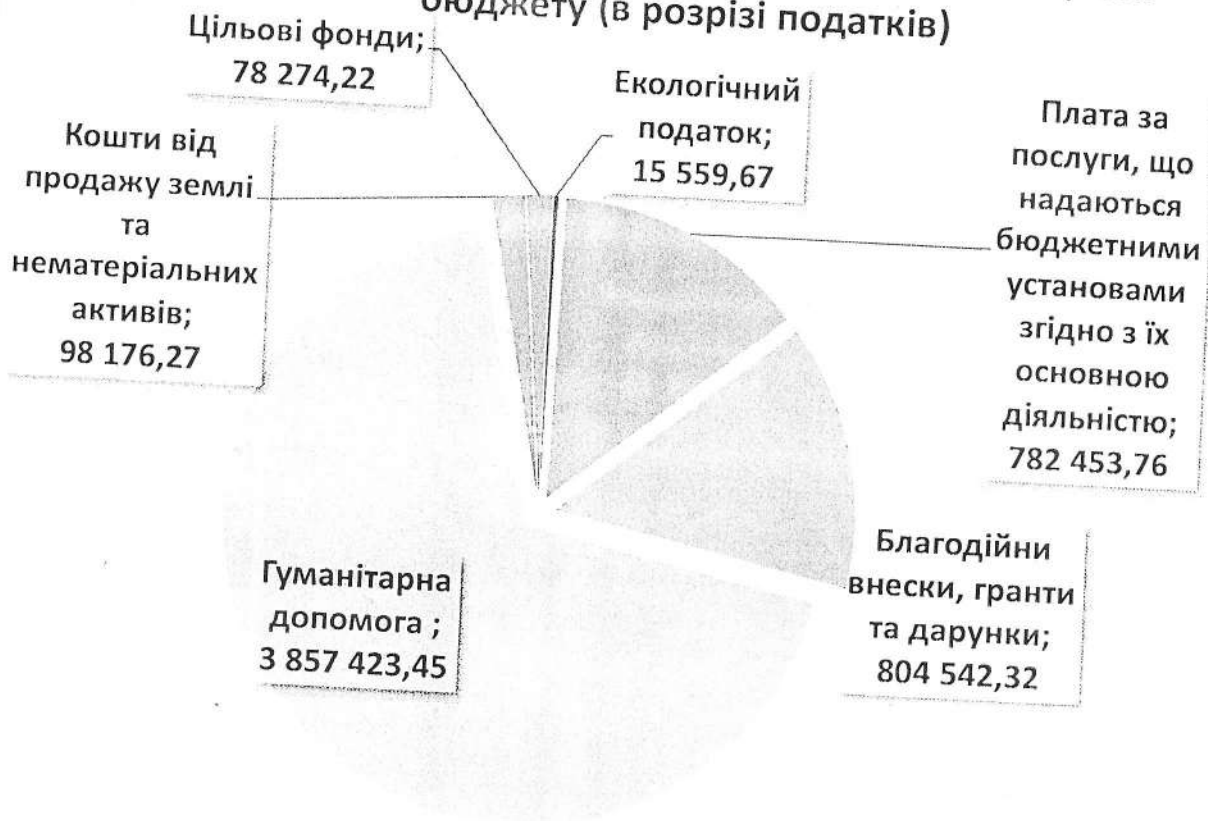 бюджету (в розрізі податків)
Цільові фонди;
78 274,22
Екологічний
податок;
15 559,67
Плата за
послуги, що
надаються
бюджетними
установами
згідно з їх
основною
діяльністю;
782 453,76
Кошти від
продажу землі
та
нематеріальних
активів;
98 176,27
Гуманітарна
допомога ;
3 857 423,45
Благодійни
внески, гранти
та дарунки;
804 542,32